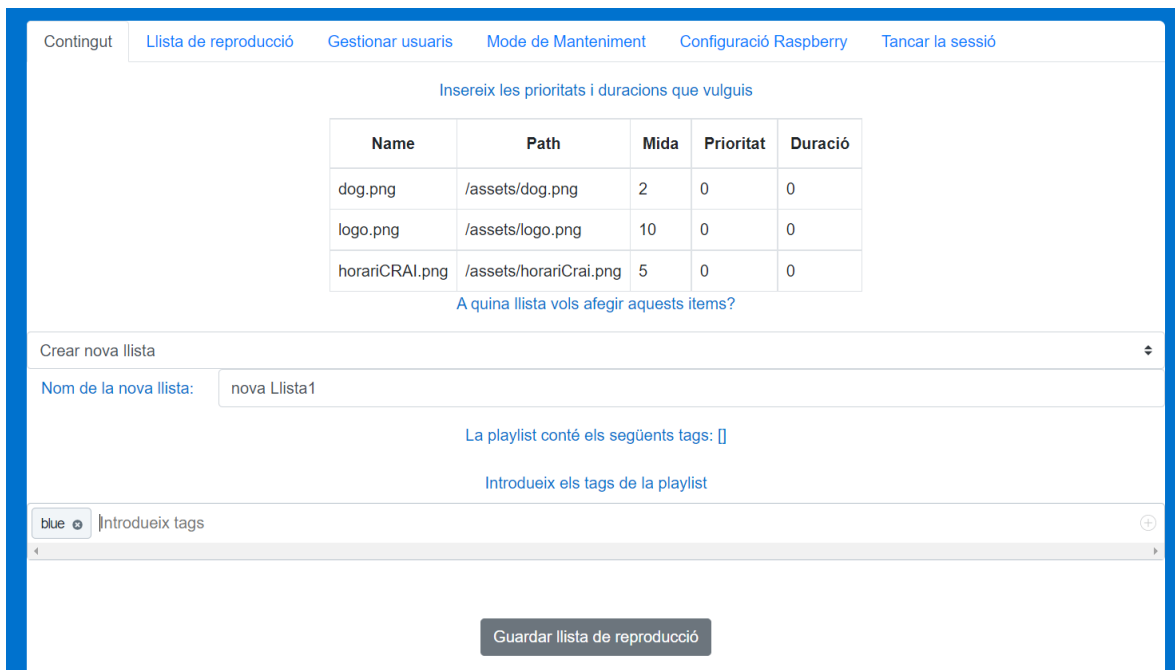 Contingut Llista de reproducció Gestionar usuaris Mode de Manteniment Configuració Raspberry Tancar la sessió
Insereix les prioritats i duracions que vulguis
Name Path Mida Prioritat Duració
dog.png /assets/dog.png 2 0 0
logo.png /assets/logo.png 10 0 0
horariCRAI.png /assets/horariCrai.png 5 0 0
A quina llista vols afegir aquests items?
Crear nova llista
Nom de la nova llista: nova Llista1
La playlist conté els següents tags: []
Introdueix els tags de la playlist
blue Introdueix tags
Guardar llista de reproducció